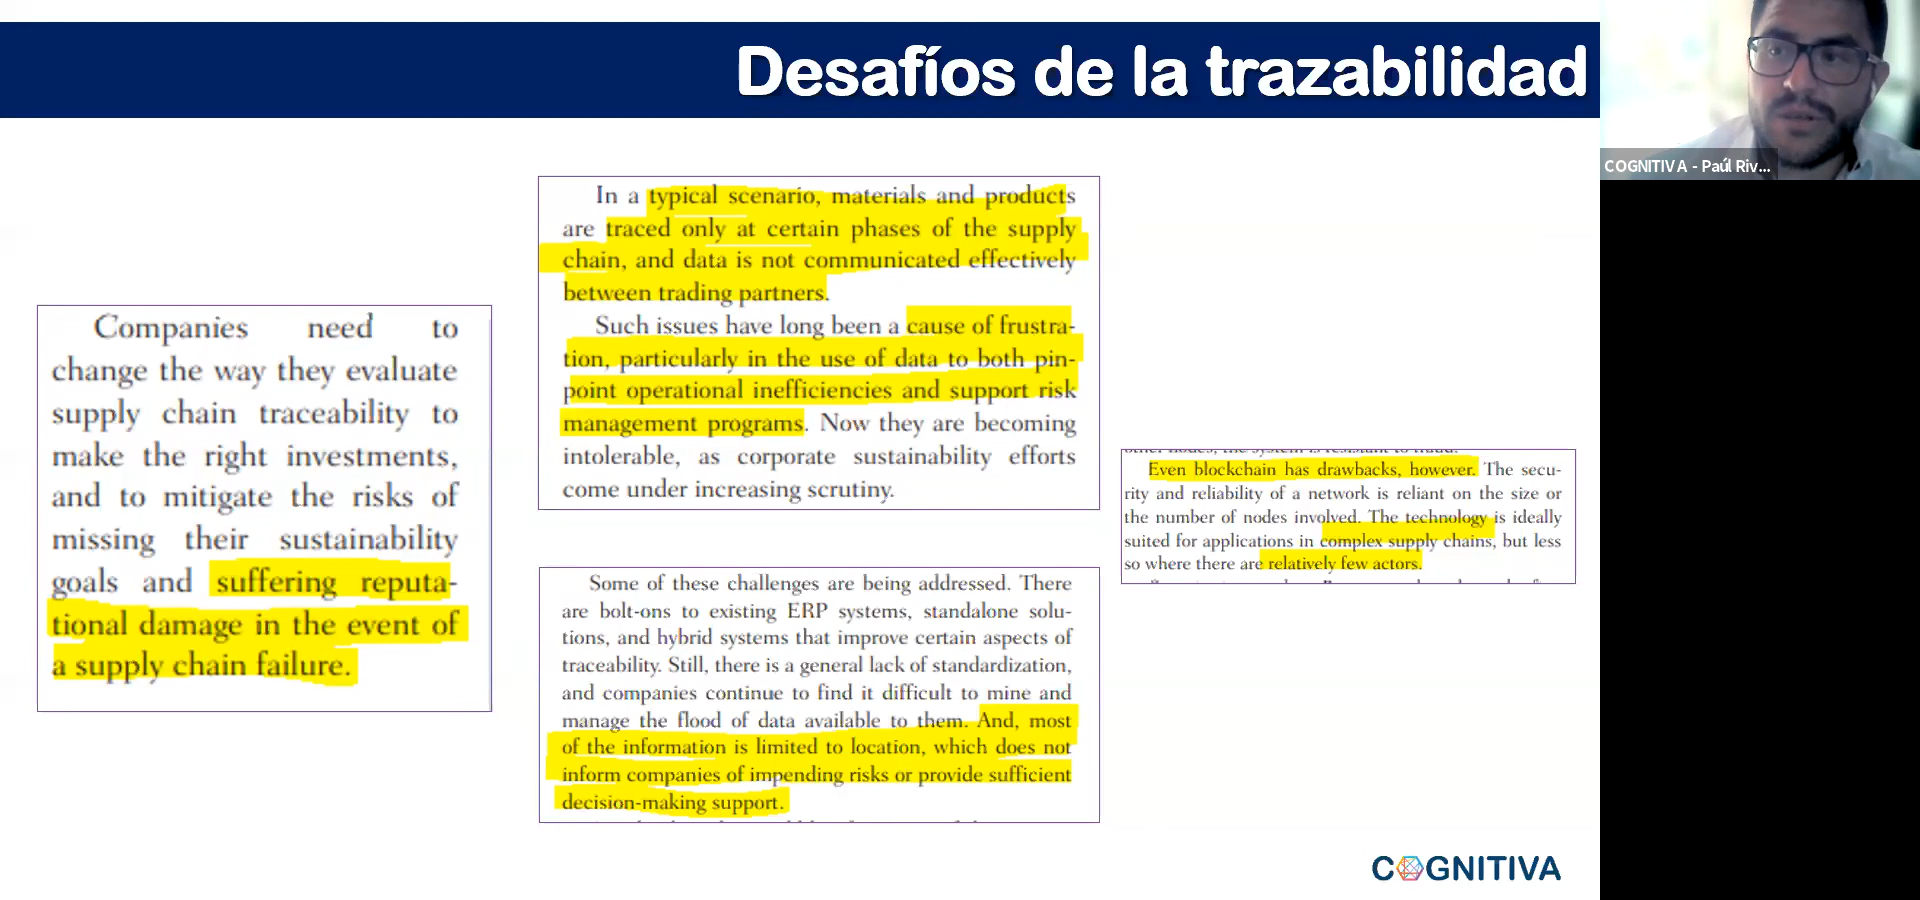 Desafíos de la trazabilidad
COGNITIVA - Paúl Riv...
Companies need to
change the way they evaluate
supply chain traceability to
make the right investments,
and to mitigate the risks of
missing their sustainability
goals and suffering reputa-
tional damage in the event of
a supply chain failure.
In a typical scenario, materials and products
are traced only at certain phases of the supply
chain, and data is not communicated effectively
between trading partners.
Such issues have long been a cause of frustra-
tion, particularly in the use of data to both pin-
point operational inefficiencies and support risk
management programs. Now they are becoming
intolerable, as corporate sustainability efforts
come under increasing scrutiny.
Some of these challenges are being addressed. There
are bolt-ons to existing ERP systems, standalone solu-
tions, and hybrid systems that improve certain aspects of
traceability. Still, there is a general lack of standardization,
and companies continue to find it difficult to mine and
manage the flood of data available to them. And, most
of the information is limited to location, which does not
inform companies of impending risks or provide sufficient
decision-making support.
Even blockchain has drawbacks, however. The secu-
rity and reliability of a network is reliant on the size or
the number of nodes involved. The technology is ideally
suited for applications in complex supply chains, but less
so where there are relatively few actors.
COGNITIVA